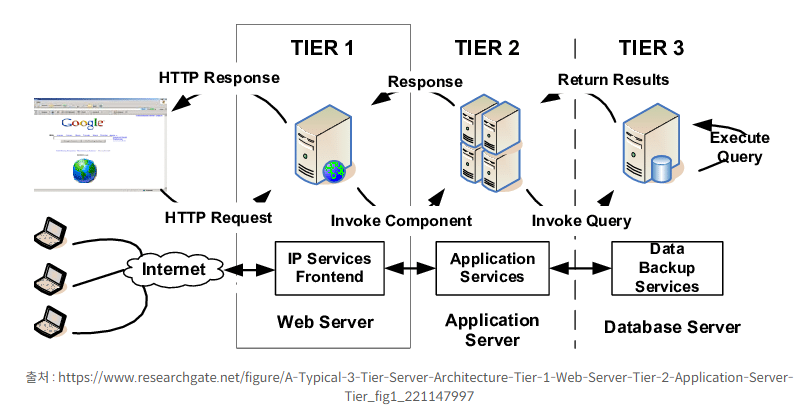 TIER 1
TIER 2
TIER 3
HTTP Response
Response
Return Results
Google
Execute
Query
HTTP Request
Invoke Component
Invoke Query
Internet
IP Services
Frontend
Application
Services
Data
Backup
Services
Web Server
Application
Server
Database Server
출처 : https://www.researchgate.net/figure/A-Typical-3-Tier-Server-Architecture-Tier-1-Web-Server-Tier-2-Application-Server-
Tier_fig1_221147997